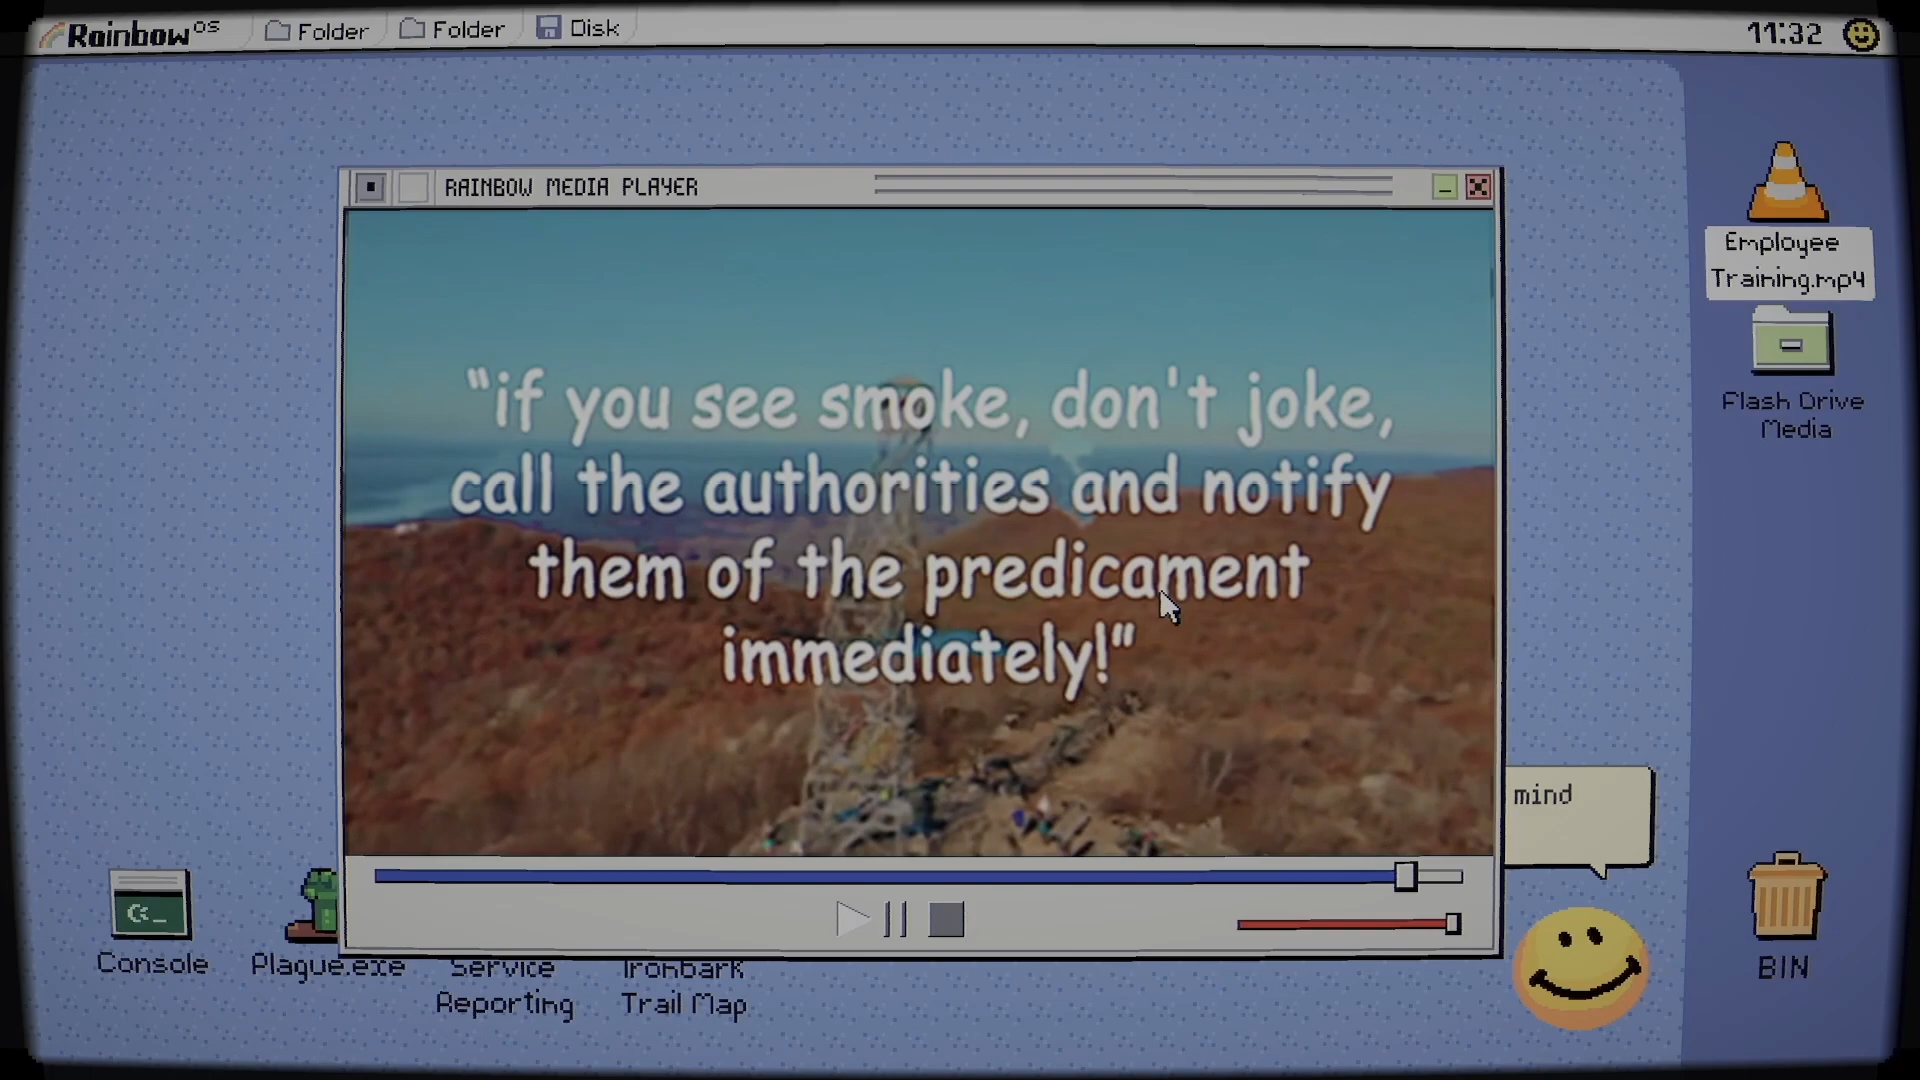 Rainbow OS
Folder
Folder
Disk
11:32
RAINBOW MEDIA PLAYER
"if you see smoke, don't joke,
call the authorities and notify
them of the predicament
immediately!"
Employee
Training.mp4
Flash Drive
Media
mind
Console
Plague.exe
Service
Reporting
Ironbark
Trail Map
BIN